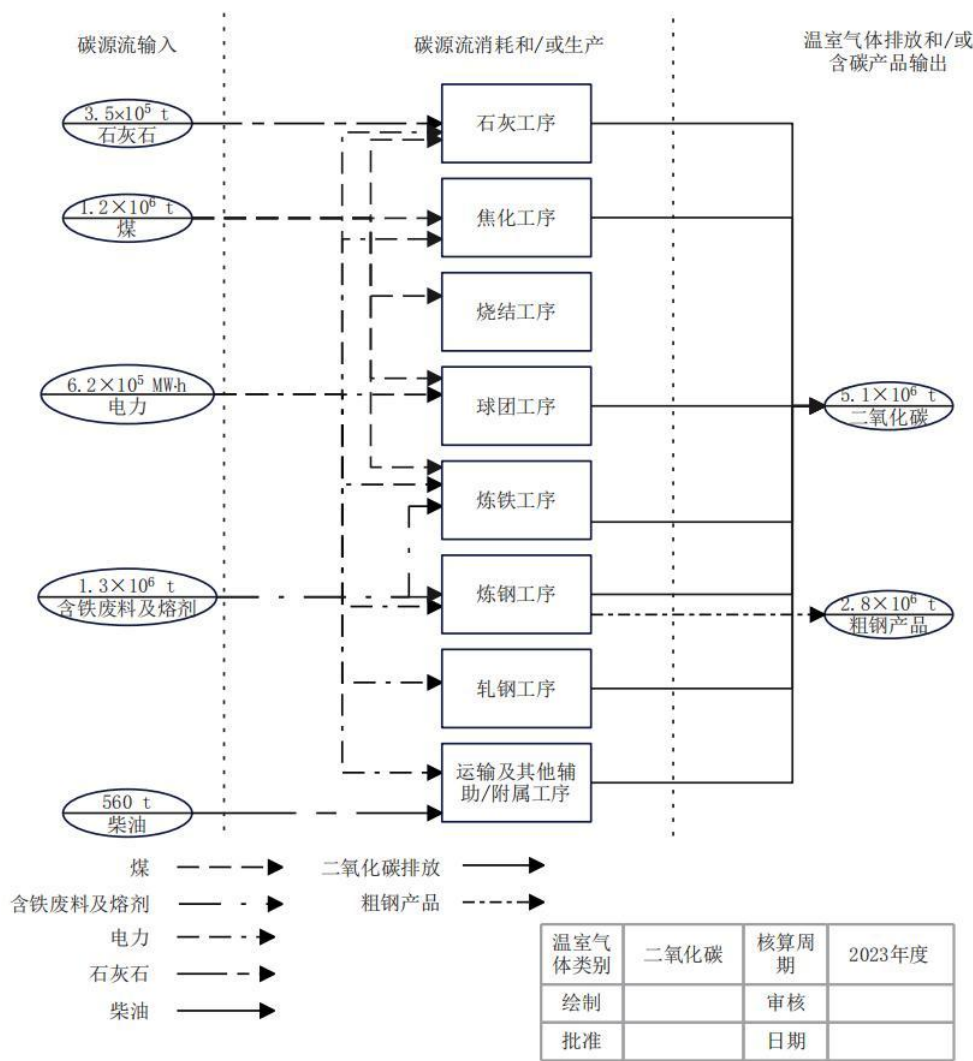 碳源流输入
碳源流消耗和/或生产
温室气体排放和/或
含碳产品输出
3.5×10⁵ t
石灰石
石灰工序
1.2×10⁶ t
煤
焦化工序
烧结工序
6.2×10⁵ MW·h
电力
球团工序
5.1×10⁶ t
二氧化碳
炼铁工序
1.3×10⁶ t
含铁废料及熔剂
炼钢工序
2.8×10⁶ t
粗钢产品
轧钢工序
运输及其他辅
助/附属工序
560 t
柴油
煤
二氧化碳排放
含铁废料及熔剂
粗钢产品
电力
石灰石
柴油
温室气
体类别
二氧化碳
核算周
期
2023年度
绘制
审核
批准
日期